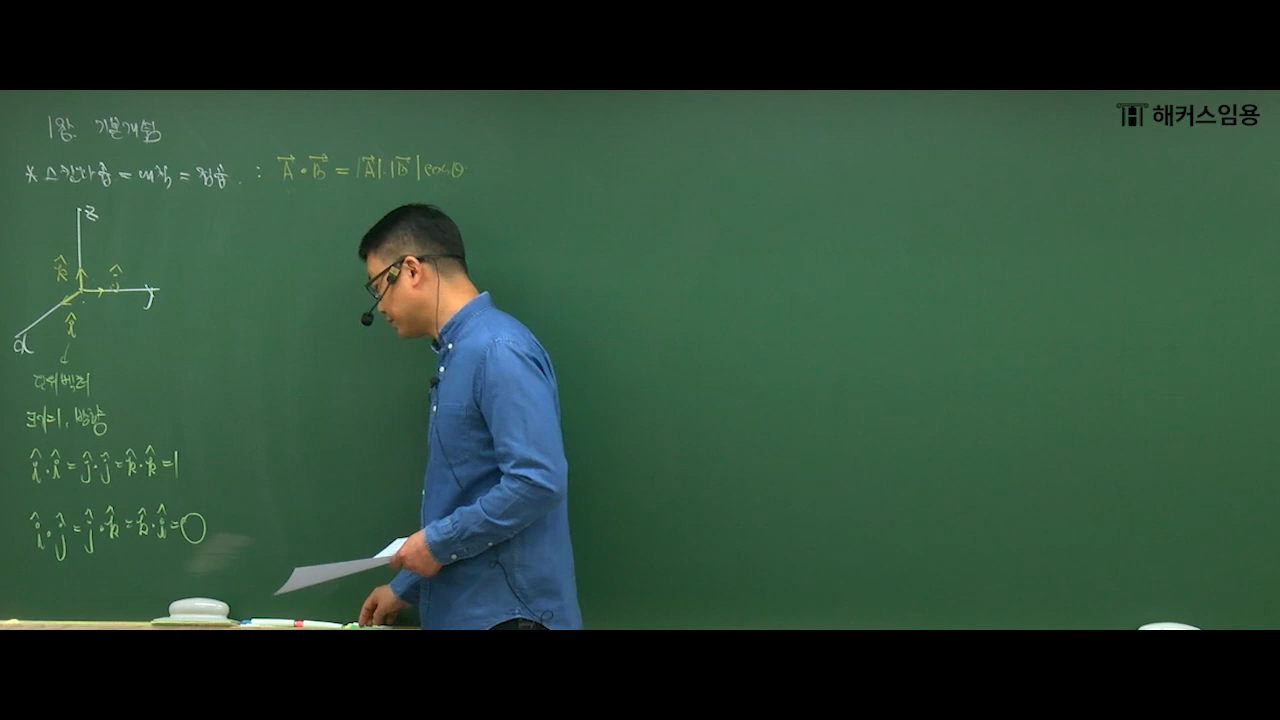 해커스임용
1장. 기본개념
* 스칼라곱 = 내적 = 점곱 : A⃗·B⃗ = |A⃗|·|B⃗|cosθ
z
k̂ ĵ
y
î
x
단위벡터
크기=1, 방향
î·î = ĵ·ĵ = k̂·k̂ = 1
î·ĵ = ĵ·k̂ = k̂·î = 0